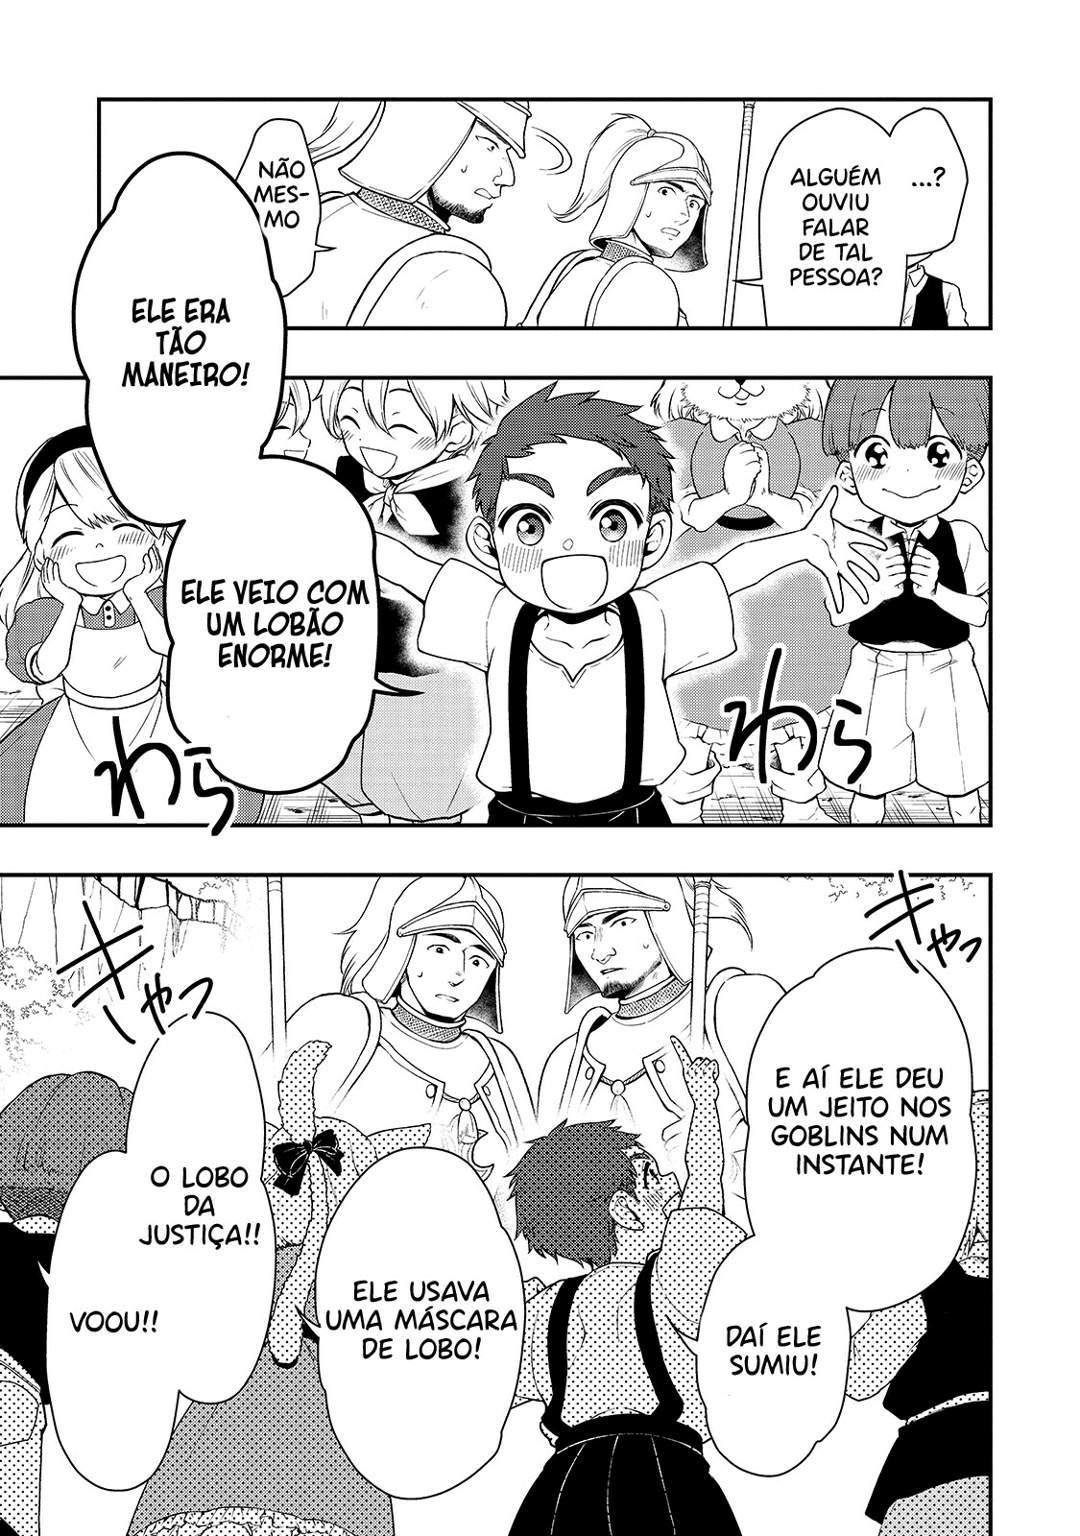 ...?
ALGUÉM
OUVIU
FALAR
DE TAL
PESSOA?
NÃO
MES-
MO
ELE ERA
TÃO
MANEIRO!
ELE VEIO COM
UM LOBÃO
ENORME!
わら
わら
きゃっ
E AÍ ELE DEU
UM JEITO NOS
GOBLINS NUM
INSTANTE!
DAÍ ELE
SUMIU!
ELE USAVA
UMA MÁSCARA
DE LOBO!
きゃっ
O LOBO
DA
JUSTIÇA!!
VOOU!!